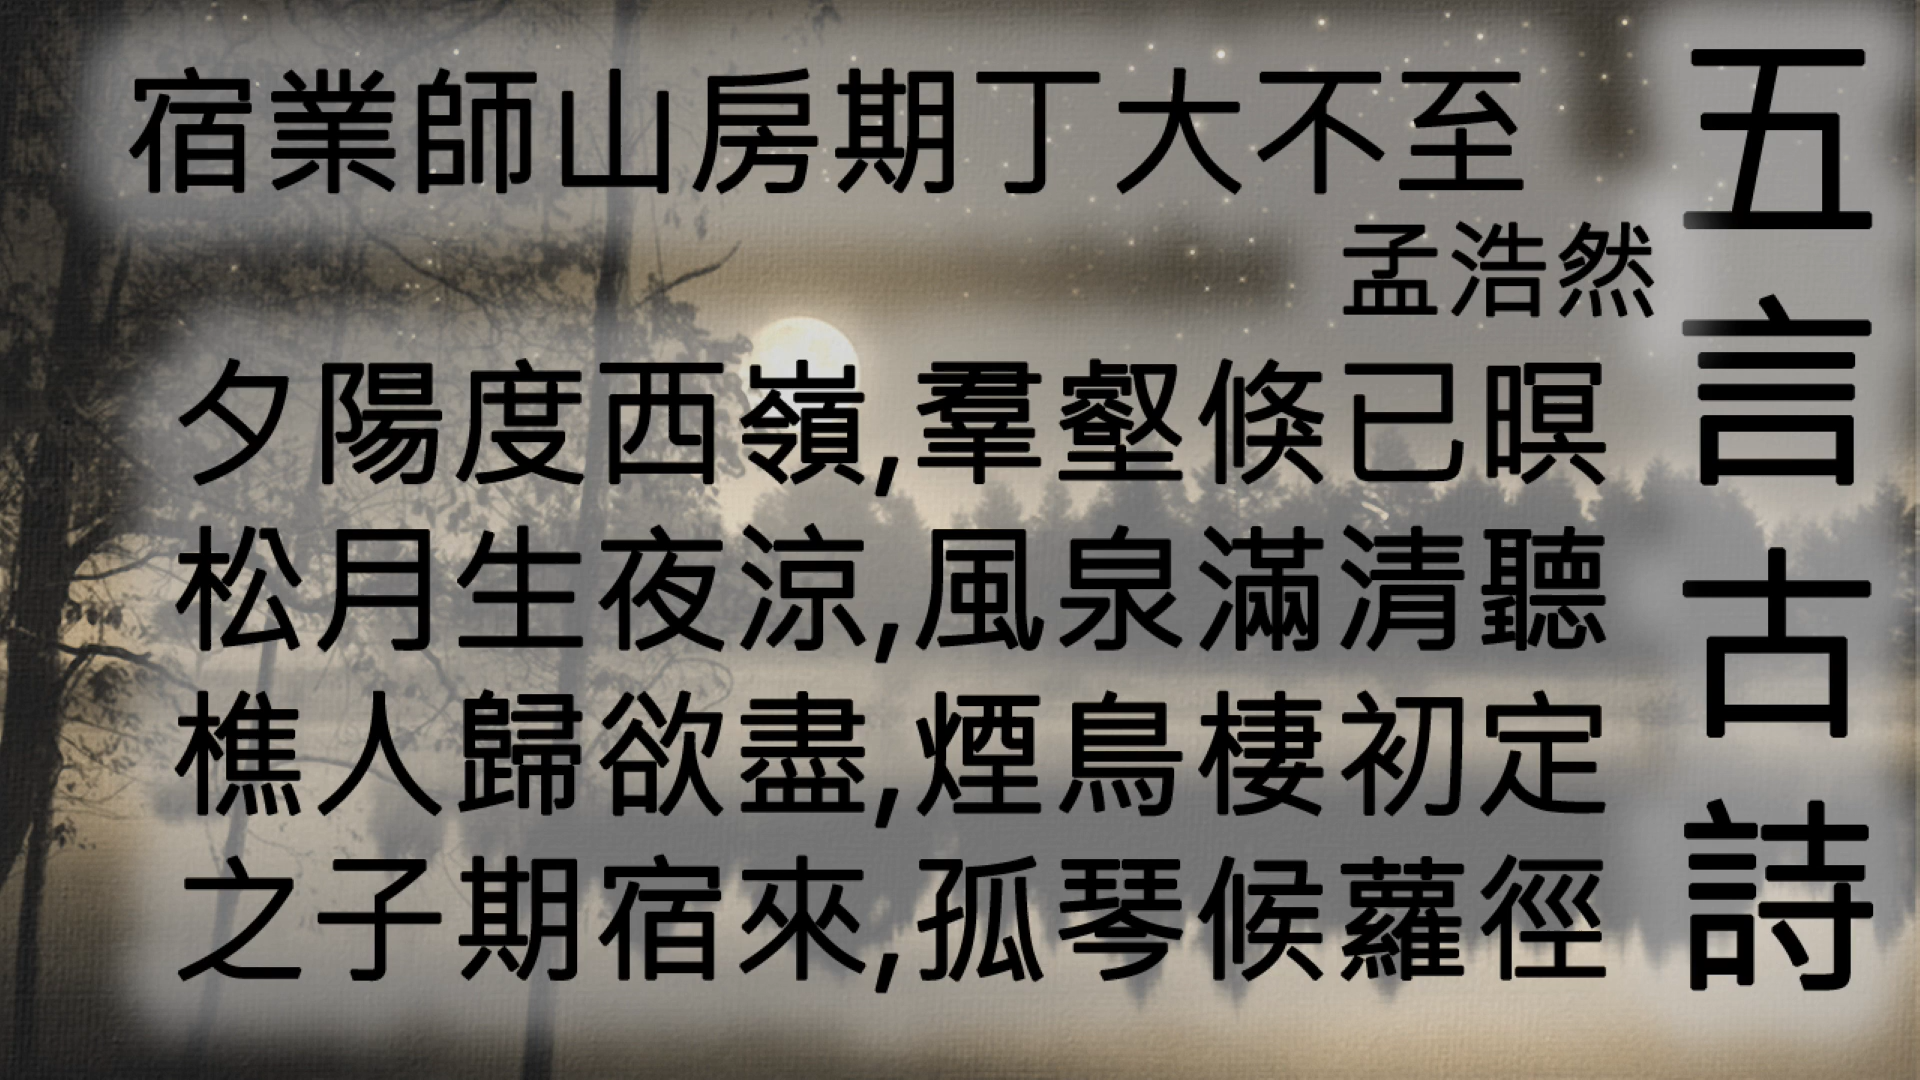 宿業師山房期丁大不至
孟浩然
夕陽度西嶺,羣壑倏已暝
松月生夜涼,風泉滿清聽
樵人歸欲盡,煙鳥棲初定
之子期宿來,孤琴候蘿徑
五言古詩